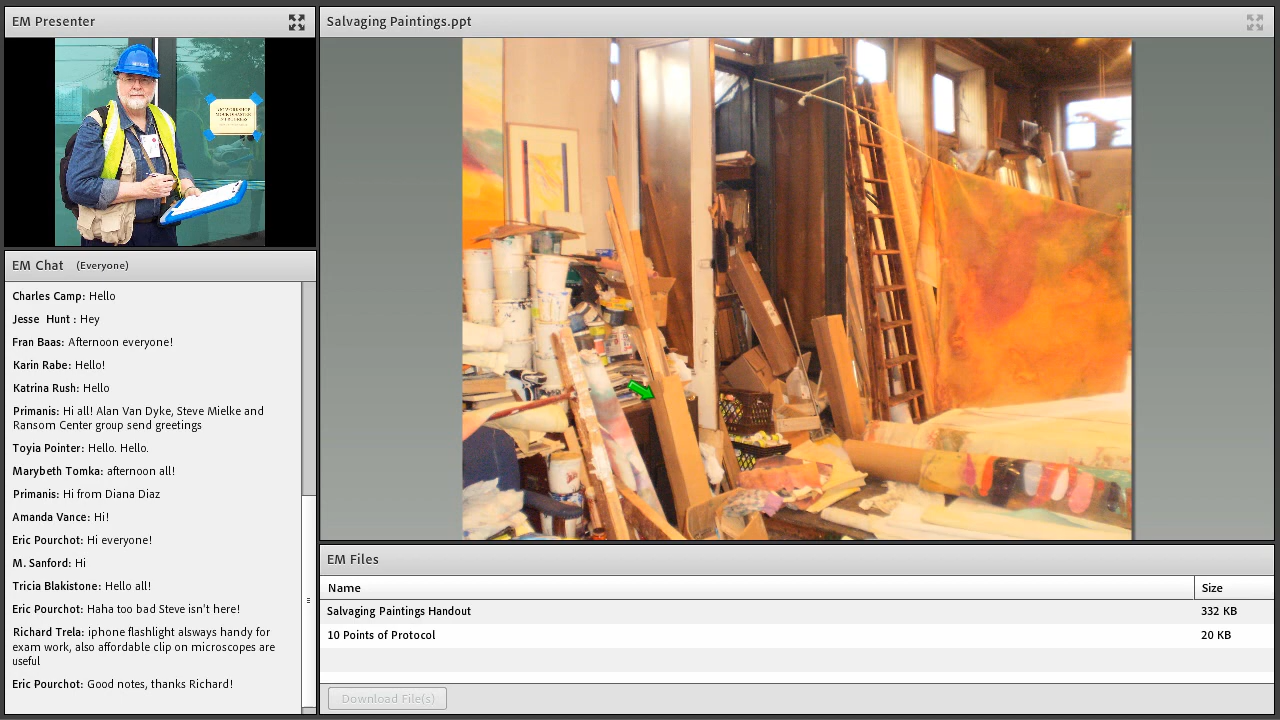 EM Presenter
Salvaging Paintings.ppt
EM Chat (Everyone)
Charles Camp: Hello
Jesse Hunt : Hey
Fran Baas: Afternoon everyone!
Karin Rabe: Hello!
Katrina Rush: Hello
Primanis: Hi all! Alan Van Dyke, Steve Mielke and
Ransom Center group send greetings
Toyia Pointer: Hello. Hello.
Marybeth Tomka: afternoon all!
Primanis: Hi from Diana Diaz
Amanda Vance: Hi!
Eric Pourchot: Hi everyone!
M. Sanford: Hi
Tricia Blakistone: Hello all!
Eric Pourchot: Haha too bad Steve isn't here!
Richard Trela: iphone flashlight alsways handy for
exam work, also affordable clip on microscopes are
useful
Eric Pourchot: Good notes, thanks Richard!
EM Files
Name Size
Salvaging Paintings Handout 332 KB
10 Points of Protocol 20 KB
Download File(s)